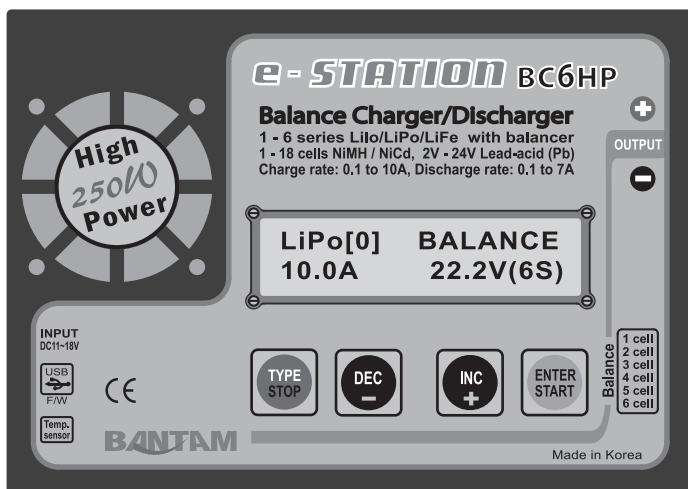 e - STATION BC6HP
Balance Charger/Discharger
1 - 6 series LiIo/LiPo/LiFe with balancer
1 - 18 cells NiMH / NiCd, 2V - 24V Lead-acid (Pb)
Charge rate: 0.1 to 10A, Discharge rate: 0.1 to 7A
High
250W
Power
+
OUTPUT
-
LiPo[0] BALANCE
10.0A 22.2V(6S)
INPUT
DC11~18V
USB
F/W
Temp.
sensor
CE
BANTAM
TYPE
STOP
DEC
-
INC
+
ENTER
START
Balance
1 cell
2 cell
3 cell
4 cell
5 cell
6 cell
Made in Korea